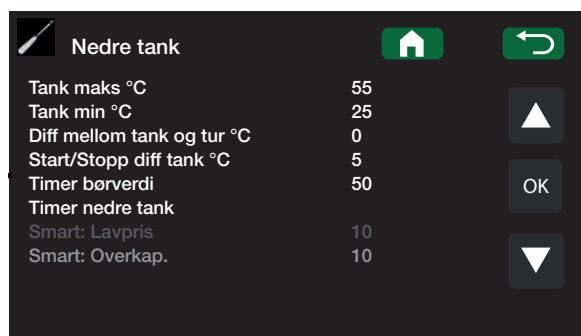 Nedre tank
Tank maks °C 55
Tank min °C 25
Diff mellom tank og tur °C 0
Start/Stopp diff tank °C 5
Timer børverdi 50
Timer nedre tank
Smart: Lavpris 10
Smart: Overkap. 10
OK